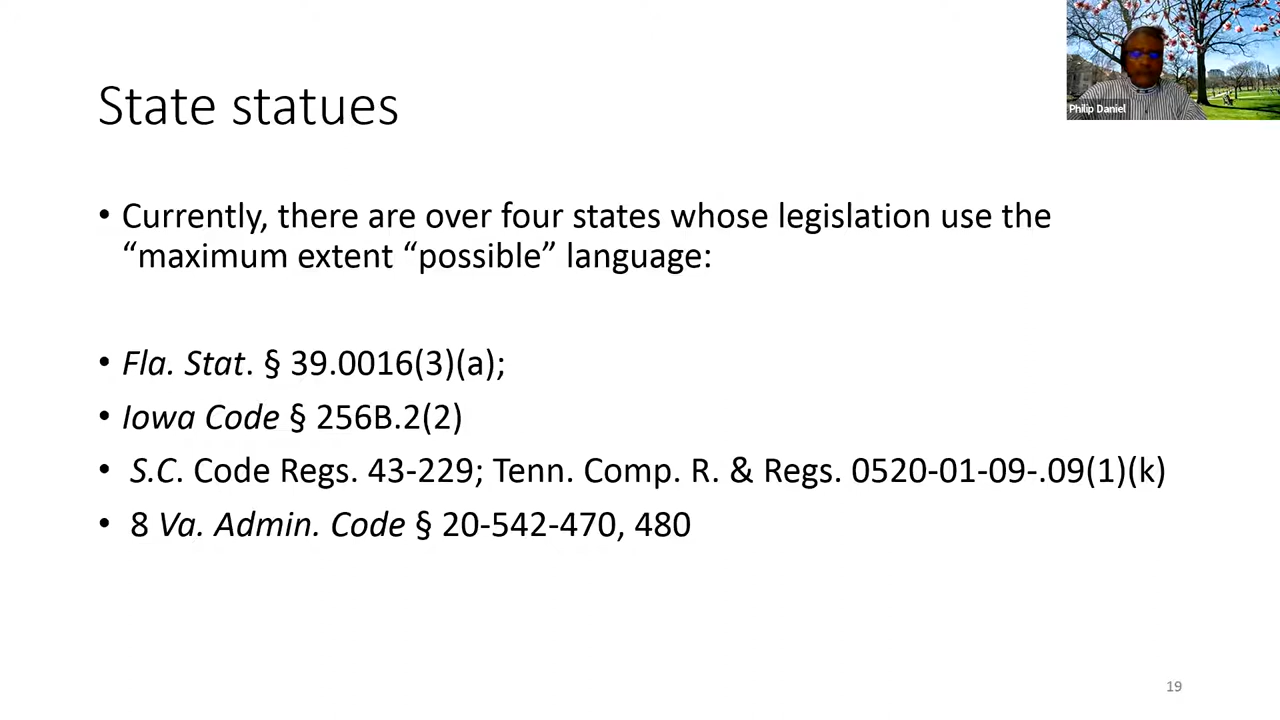 State statues
Philip Daniel
• Currently, there are over four states whose legislation use the
“maximum extent “possible” language:
• Fla. Stat. § 39.0016(3)(a);
• Iowa Code § 256B.2(2)
• S.C. Code Regs. 43-229; Tenn. Comp. R. & Regs. 0520-01-09-.09(1)(k)
• 8 Va. Admin. Code § 20-542-470, 480
19